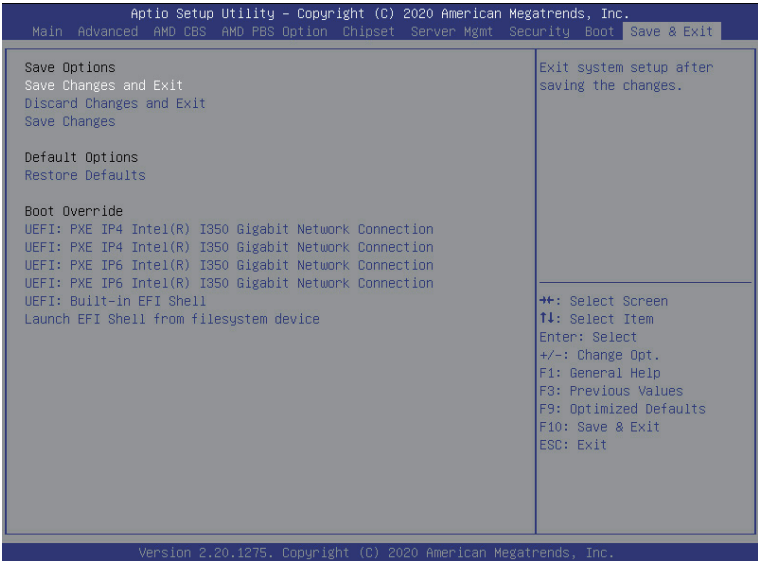 Aptio Setup Utility – Copyright (C) 2020 American Megatrends, Inc.
Main Advanced AMD CBS AMD PBS Option Chipset Server Mgmt Security Boot Save & Exit
Save Options
Save Changes and Exit
Discard Changes and Exit
Save Changes
Default Options
Restore Defaults
Boot Override
UEFI: PXE IP4 Intel(R) I350 Gigabit Network Connection
UEFI: PXE IP4 Intel(R) I350 Gigabit Network Connection
UEFI: PXE IP6 Intel(R) I350 Gigabit Network Connection
UEFI: PXE IP6 Intel(R) I350 Gigabit Network Connection
UEFI: Built-in EFI Shell
Launch EFI Shell from filesystem device
Exit system setup after
saving the changes.
→←: Select Screen
↑↓: Select Item
Enter: Select
+/-: Change Opt.
F1: General Help
F3: Previous Values
F9: Optimized Defaults
F10: Save & Exit
ESC: Exit
Version 2.20.1275. Copyright (C) 2020 American Megatrends, Inc.